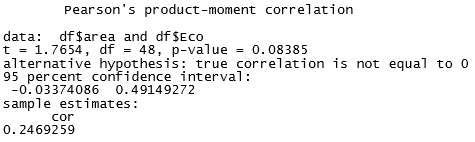 Pearson's product-moment correlation
data:  df$area and df$Eco
t = 1.7654, df = 48, p-value = 0.08385
alternative hypothesis: true correlation is not equal to 0
95 percent confidence interval:
 -0.03374086  0.49149272
sample estimates:
      cor
0.2469259